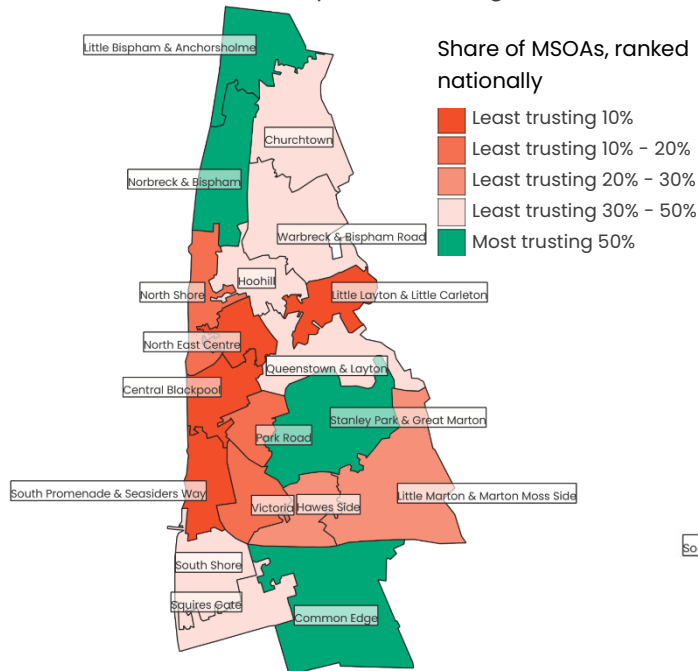 Little Bispham & Anchorsholme
Share of MSOAs, ranked
nationally
Least trusting 10%
Least trusting 10% - 20%
Least trusting 20% - 30%
Least trusting 30% - 50%
Most trusting 50%
Churchtown
Norbreck & Bispham
Warbreck & Bispham Road
Hoohill
North Shore
Little Layton & Little Carleton
North East Centre
Queenstown & Layton
Central Blackpool
Stanley Park & Great Marton
Park Road
South Promenade & Seasiders Way
Little Marton & Marton Moss Side
Victoria
Hawes Side
So
South Shore
Squires Gate
Common Edge